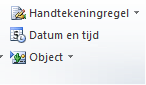 Handtekeningregel
Datum en tijd
Object